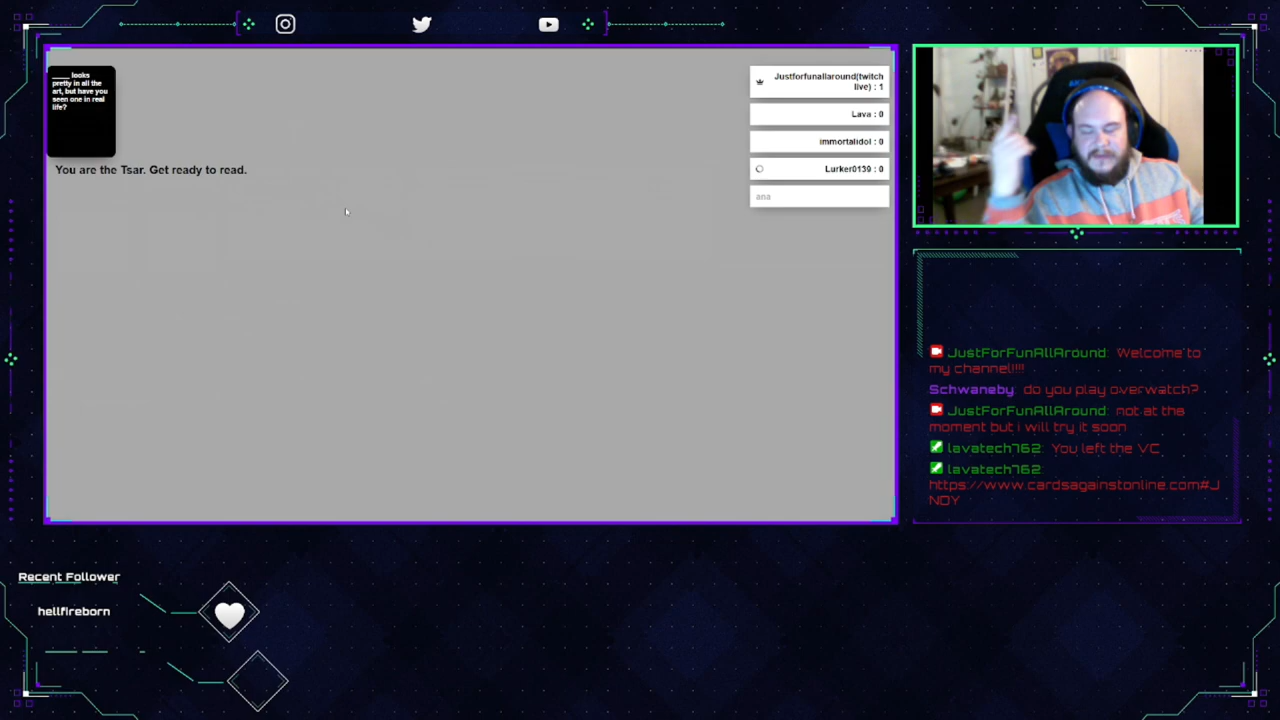 _____ looks
pretty in all the
art, but have you
seen one in real
life?
You are the Tsar. Get ready to read.
Justforfunallaround(twitch
live) : 1
Lava : 0
immortalidol : 0
Lurker0139 : 0
ana
JustForFunAllAround: Welcome to
my channel!!!!
Schwaneby: do you play overwatch?
JustForFunAllAround: not at the
moment but i will try it soon
lavatech762: You left the VC
lavatech762:
https://www.cardsagainstonline.com#J
NDY
Recent Follower
hellfireborn